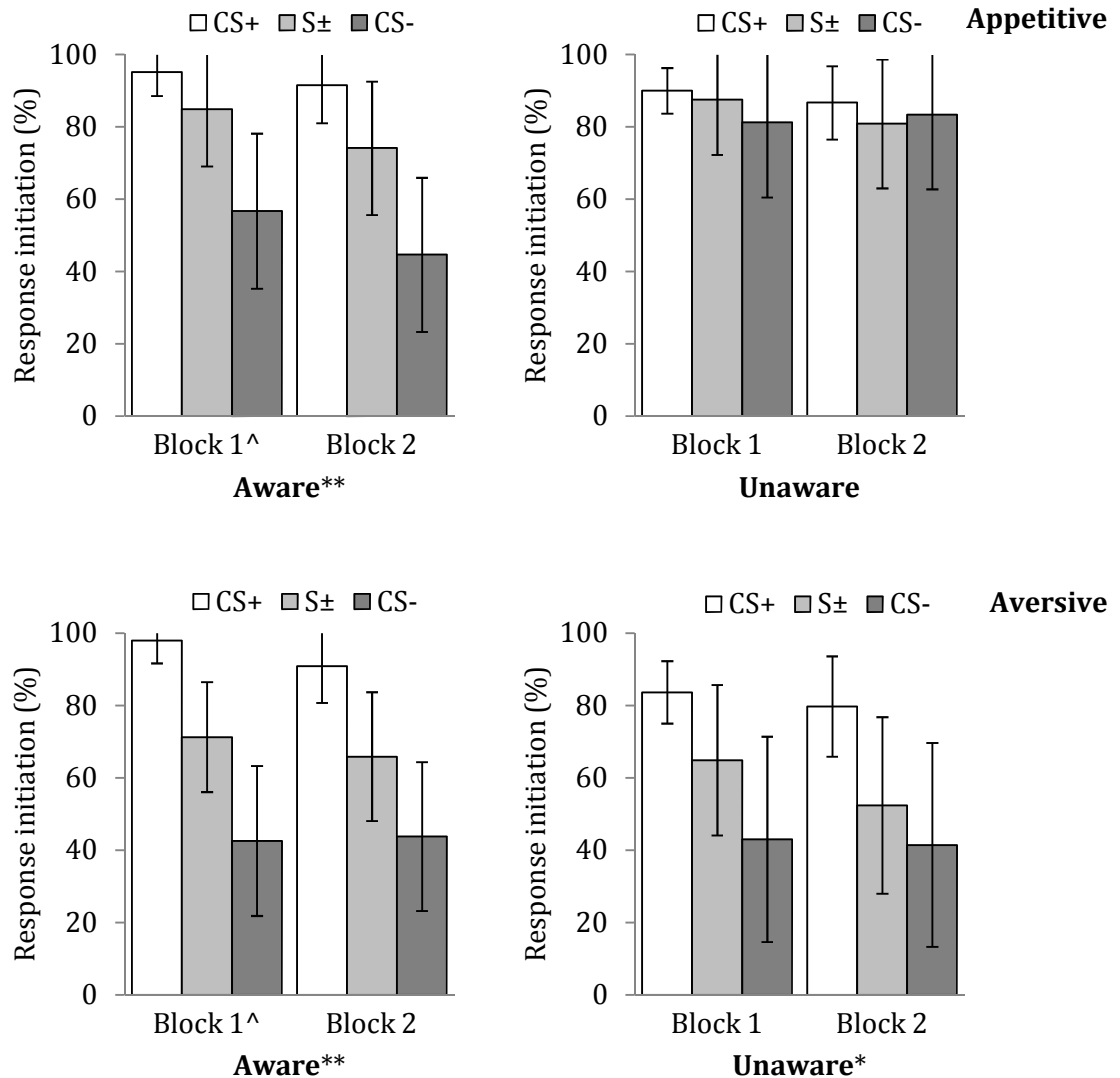 CS+ S± CS-
Appetitive
Response initiation (%)
100
80
60
40
20
0
Block 1^ Block 2
Aware**
CS+ S± CS-
Response initiation (%)
100
80
60
40
20
0
Block 1 Block 2
Unaware
CS+ S± CS-
Aversive
Response initiation (%)
100
80
60
40
20
0
Block 1^ Block 2
Aware**
CS+ S± CS-
Response initiation (%)
100
80
60
40
20
0
Block 1 Block 2
Unaware*